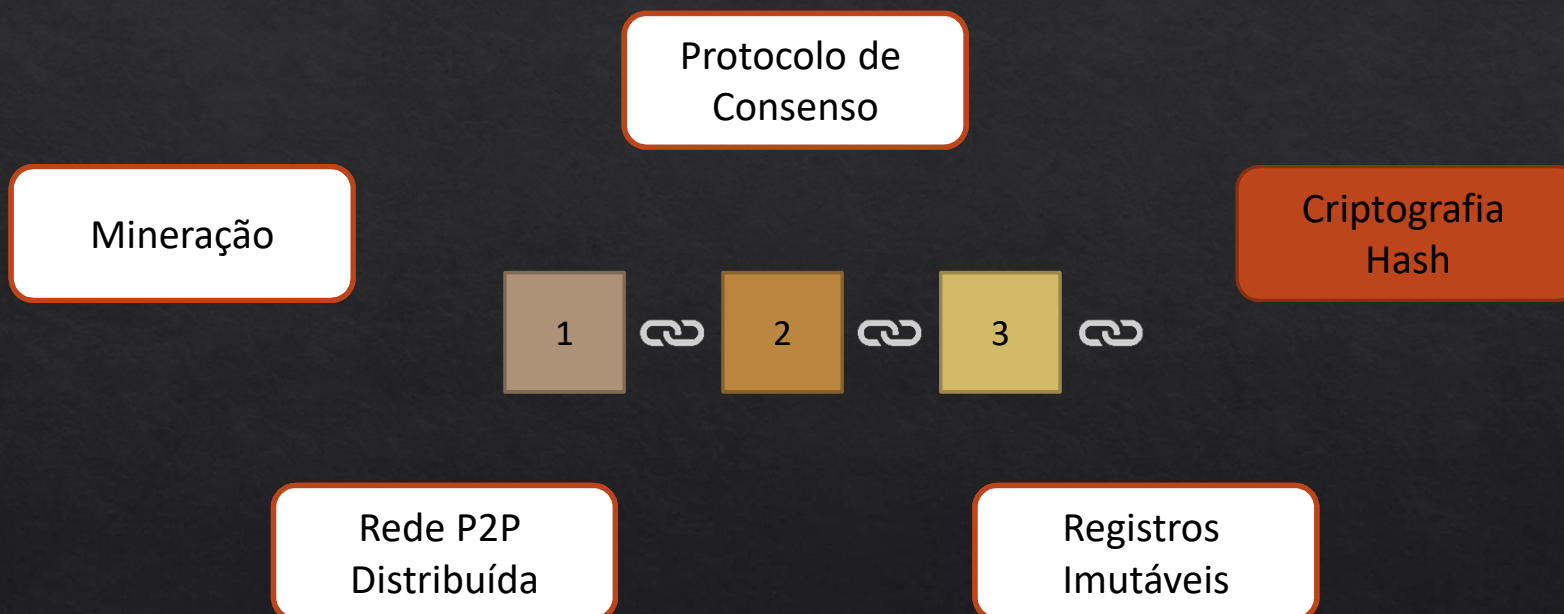 Protocolo de
Consenso
Mineração
Criptografia
Hash
1
2
3
Rede P2P
Distribuída
Registros
Imutáveis